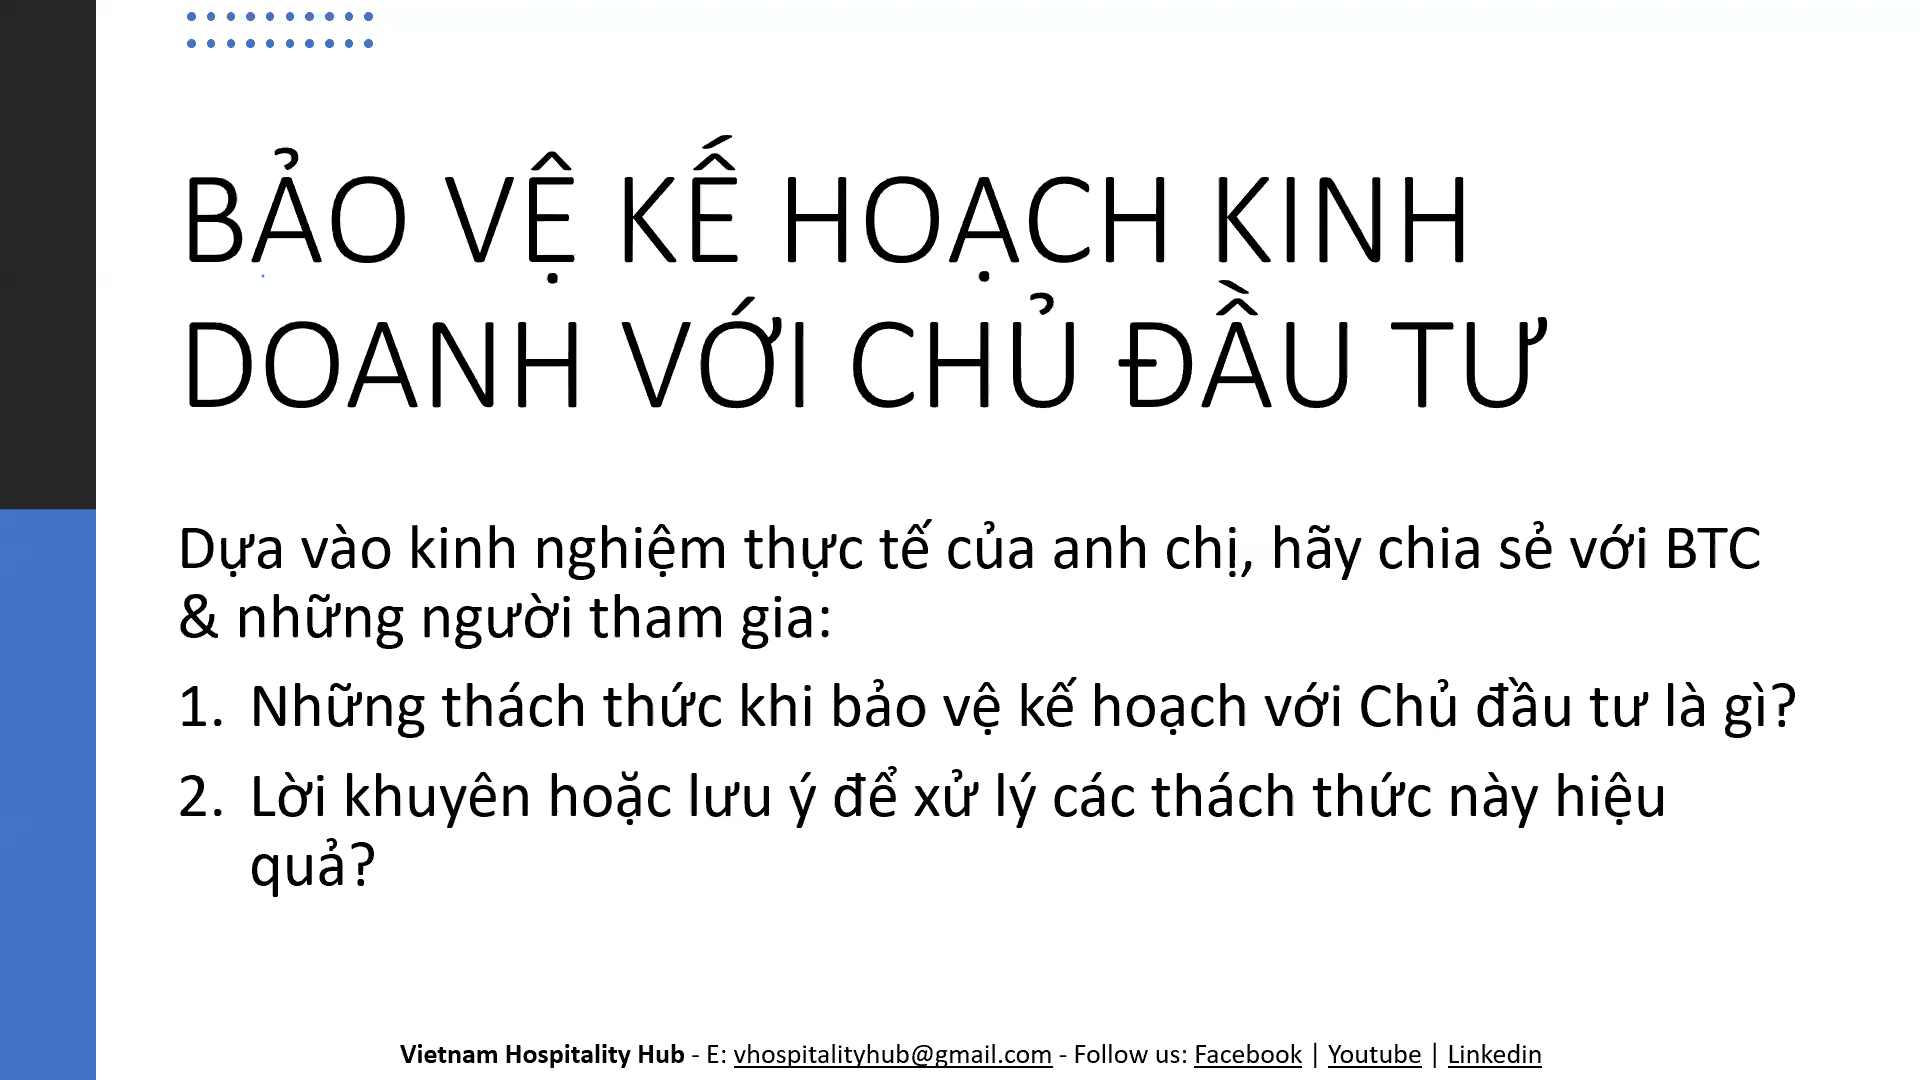 BẢO VỆ KẾ HOẠCH KINH
DOANH VỚI CHỦ ĐẦU TƯ
Dựa vào kinh nghiệm thực tế của anh chị, hãy chia sẻ với BTC
& những người tham gia:
1. Những thách thức khi bảo vệ kế hoạch với Chủ đầu tư là gì?
2. Lời khuyên hoặc lưu ý để xử lý các thách thức này hiệu
quả?
Vietnam Hospitality Hub - E: vhospitalityhub@gmail.com - Follow us: Facebook | Youtube | Linkedin